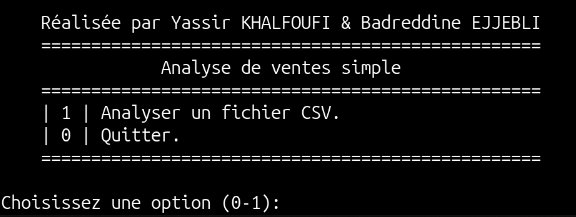 Réalisée par Yassir KHALFOUFI & Badreddine EJJEBLI
==================================================
Analyse de ventes simple
==================================================
| 1 | Analyser un fichier CSV.
| 0 | Quitter.
==================================================
Choisissez une option (0-1):